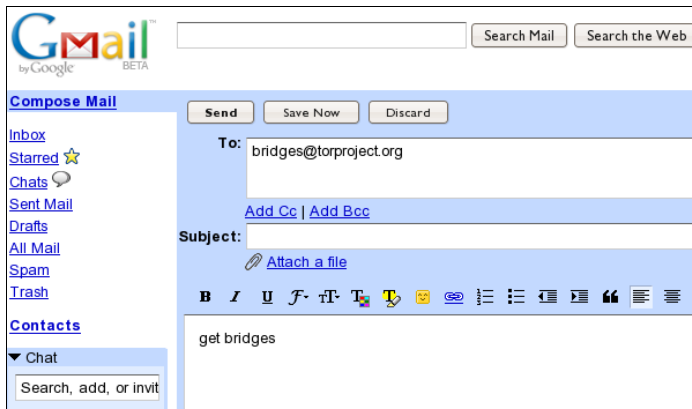 Gmail
by Google BETA
Search Mail
Search the Web
Compose Mail
Inbox
Starred
Chats
Sent Mail
Drafts
All Mail
Spam
Trash
Contacts
Chat
Search, add, or invit
Send Save Now Discard
To: bridges@torproject.org
Add Cc | Add Bcc
Subject:
Attach a file
B I U F T T T
get bridges